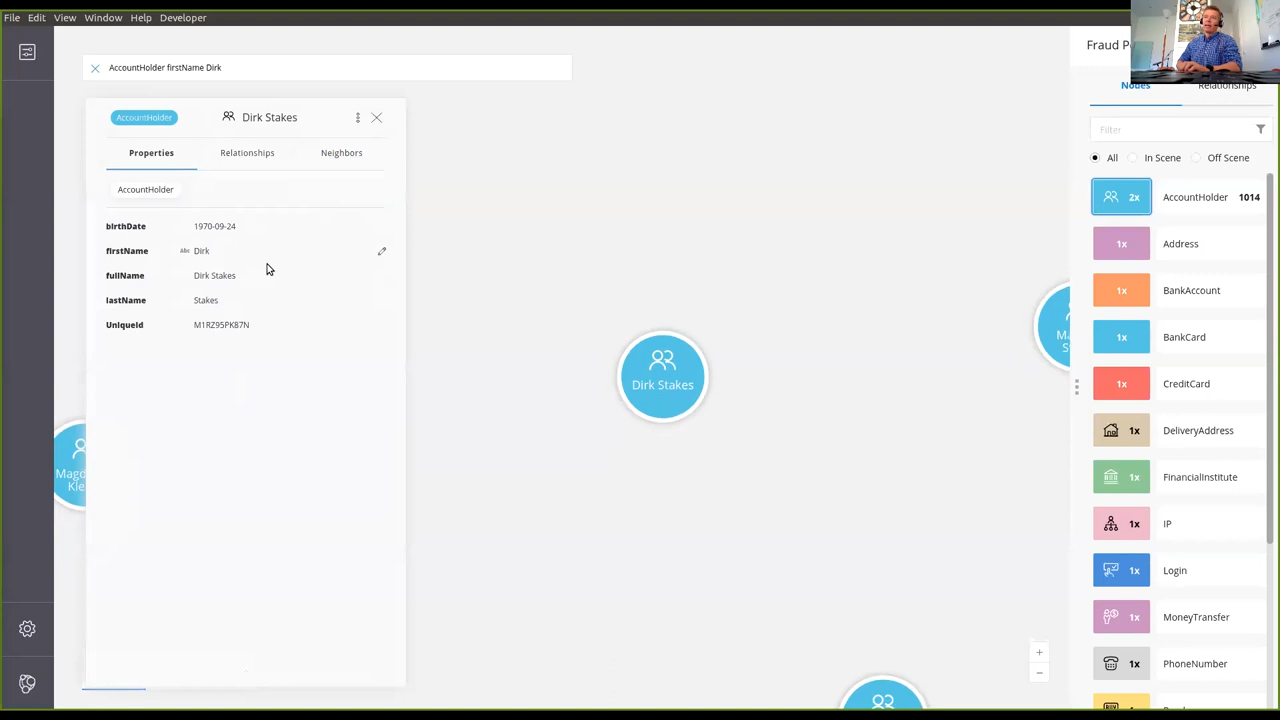 File Edit View Window Help Developer
AccountHolder firstName Dirk
AccountHolder Dirk Stakes
Properties Relationships Neighbors
AccountHolder
birthDate 1970-09-24
firstName Abc Dirk
fullName Dirk Stakes
lastName Stakes
UniqueId M1RZ95PK87N
Dirk Stakes
Fraud
Nodes Relationships
Filter
All In Scene Off Scene
2x AccountHolder 1014
1x Address
1x BankAccount
1x BankCard
1x CreditCard
1x DeliveryAddress
1x FinancialInstitute
1x IP
1x Login
1x MoneyTransfer
1x PhoneNumber